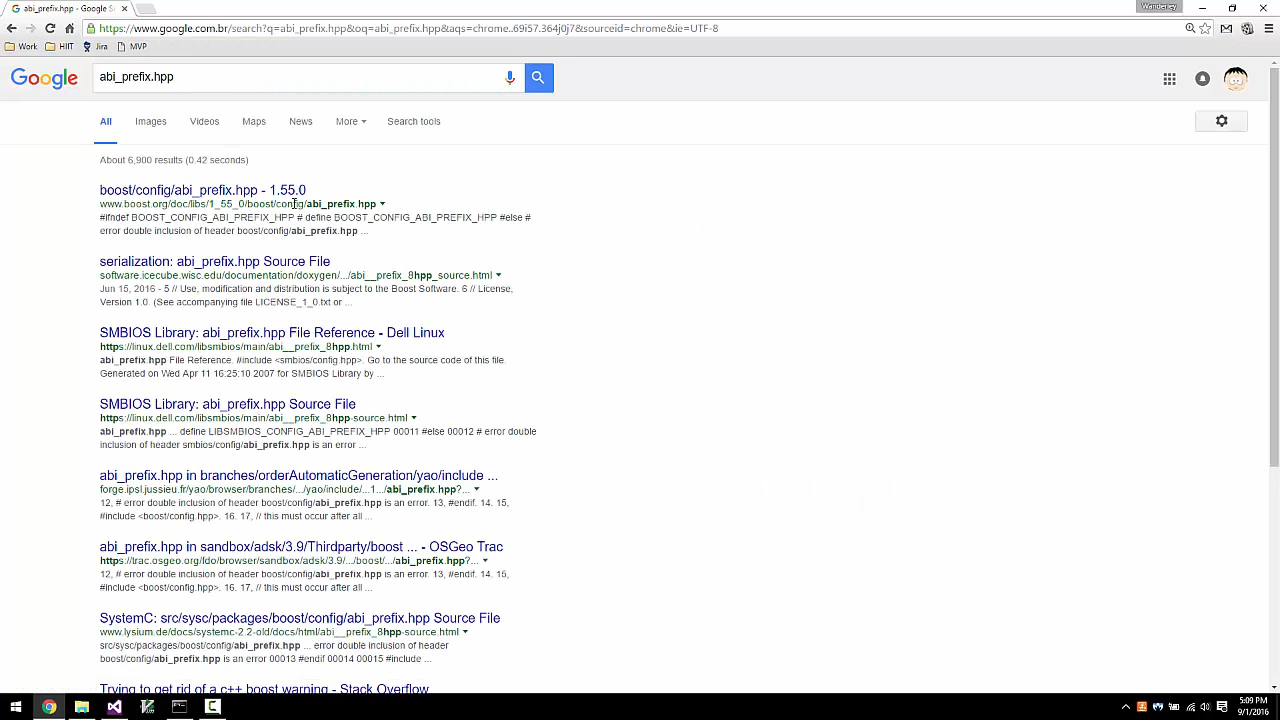 abi_prefix.hpp - Google S
Wanderley
https://www.google.com.br/search?q=abi_prefix.hpp&oq=abi_prefix.hpp&aqs=chrome..69i57.364j0j7&sourceid=chrome&ie=UTF-8
Work HIIT Jira MVP
Google abi_prefix.hpp
All Images Videos Maps News More Search tools
About 6,900 results (0.42 seconds)
boost/config/abi_prefix.hpp - 1.55.0
www.boost.org/doc/libs/1_55_0/boost/config/abi_prefix.hpp
#ifndef BOOST_CONFIG_ABI_PREFIX_HPP # define BOOST_CONFIG_ABI_PREFIX_HPP #else #
error double inclusion of header boost/config/abi_prefix.hpp ...
serialization: abi_prefix.hpp Source File
software.icecube.wisc.edu/documentation/doxygen/.../abi__prefix_8hpp_source.html
Jun 15, 2016 - 5 // Use, modification and distribution is subject to the Boost Software. 6 // License,
Version 1.0. (See accompanying file LICENSE_1_0.txt or ...
SMBIOS Library: abi_prefix.hpp File Reference - Dell Linux
https://linux.dell.com/libsmbios/main/abi__prefix_8hpp.html
abi_prefix.hpp File Reference. #include <smbios/config.hpp>. Go to the source code of this file.
Generated on Wed Apr 11 16:25:10 2007 for SMBIOS Library by ...
SMBIOS Library: abi_prefix.hpp Source File
https://linux.dell.com/libsmbios/main/abi__prefix_8hpp-source.html
abi_prefix.hpp ... define LIBSMBIOS_CONFIG_ABI_PREFIX_HPP 00011 #else 00012 # error double
inclusion of header smbios/config/abi_prefix.hpp is an error ...
abi_prefix.hpp in branches/orderAutomaticGeneration/yao/include ...
forge.ipsl.jussieu.fr/yao/browser/branches/.../yao/include/...1.../abi_prefix.hpp?...
12, # error double inclusion of header boost/config/abi_prefix.hpp is an error. 13, #endif. 14. 15,
#include <boost/config.hpp>. 16. 17, // this must occur after all ...
abi_prefix.hpp in sandbox/adsk/3.9/Thirdparty/boost ... - OSGeo Trac
https://trac.osgeo.org/fdo/browser/sandbox/adsk/3.9/.../boost/.../abi_prefix.hpp?...
12, # error double inclusion of header boost/config/abi_prefix.hpp is an error. 13, #endif. 14. 15,
#include <boost/config.hpp>. 16. 17, // this must occur after all ...
SystemC: src/sysc/packages/boost/config/abi_prefix.hpp Source File
www.lysium.de/docs/systemc-2.2-old/docs/html/abi__prefix_8hpp-source.html
src/sysc/packages/boost/config/abi_prefix.hpp ... error double inclusion of header
boost/config/abi_prefix.hpp is an error 00013 #endif 00014 00015 #include ...
Trying to get rid of a c++ boost warning - Stack Overflow
5:09 PM
9/1/2016